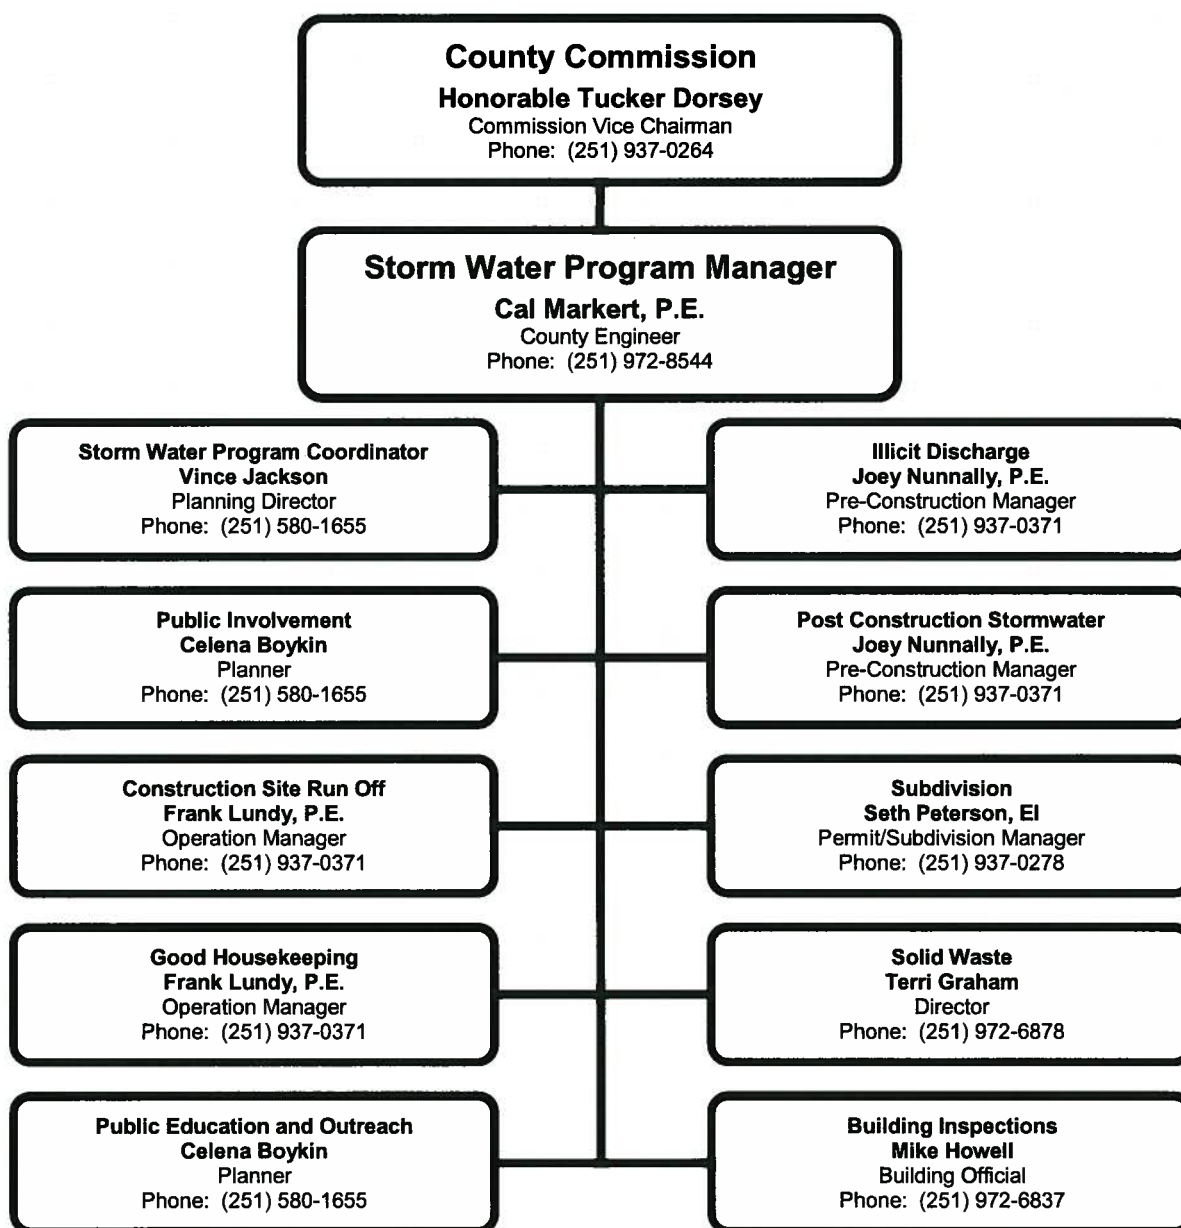 County Commission
Honorable Tucker Dorsey
Commission Vice Chairman
Phone: (251) 937-0264
Storm Water Program Manager
Cal Markert, P.E.
County Engineer
Phone: (251) 972-8544
Storm Water Program Coordinator
Vince Jackson
Planning Director
Phone: (251) 580-1655
Illicit Discharge
Joey Nunnally, P.E.
Pre-Construction Manager
Phone: (251) 937-0371
Public Involvement
Celena Boykin
Planner
Phone: (251) 580-1655
Post Construction Stormwater
Joey Nunnally, P.E.
Pre-Construction Manager
Phone: (251) 937-0371
Construction Site Run Off
Frank Lundy, P.E.
Operation Manager
Phone: (251) 937-0371
Subdivision
Seth Peterson, EI
Permit/Subdivision Manager
Phone: (251) 937-0278
Good Housekeeping
Frank Lundy, P.E.
Operation Manager
Phone: (251) 937-0371
Solid Waste
Terri Graham
Director
Phone: (251) 972-6878
Public Education and Outreach
Celena Boykin
Planner
Phone: (251) 580-1655
Building Inspections
Mike Howell
Building Official
Phone: (251) 972-6837